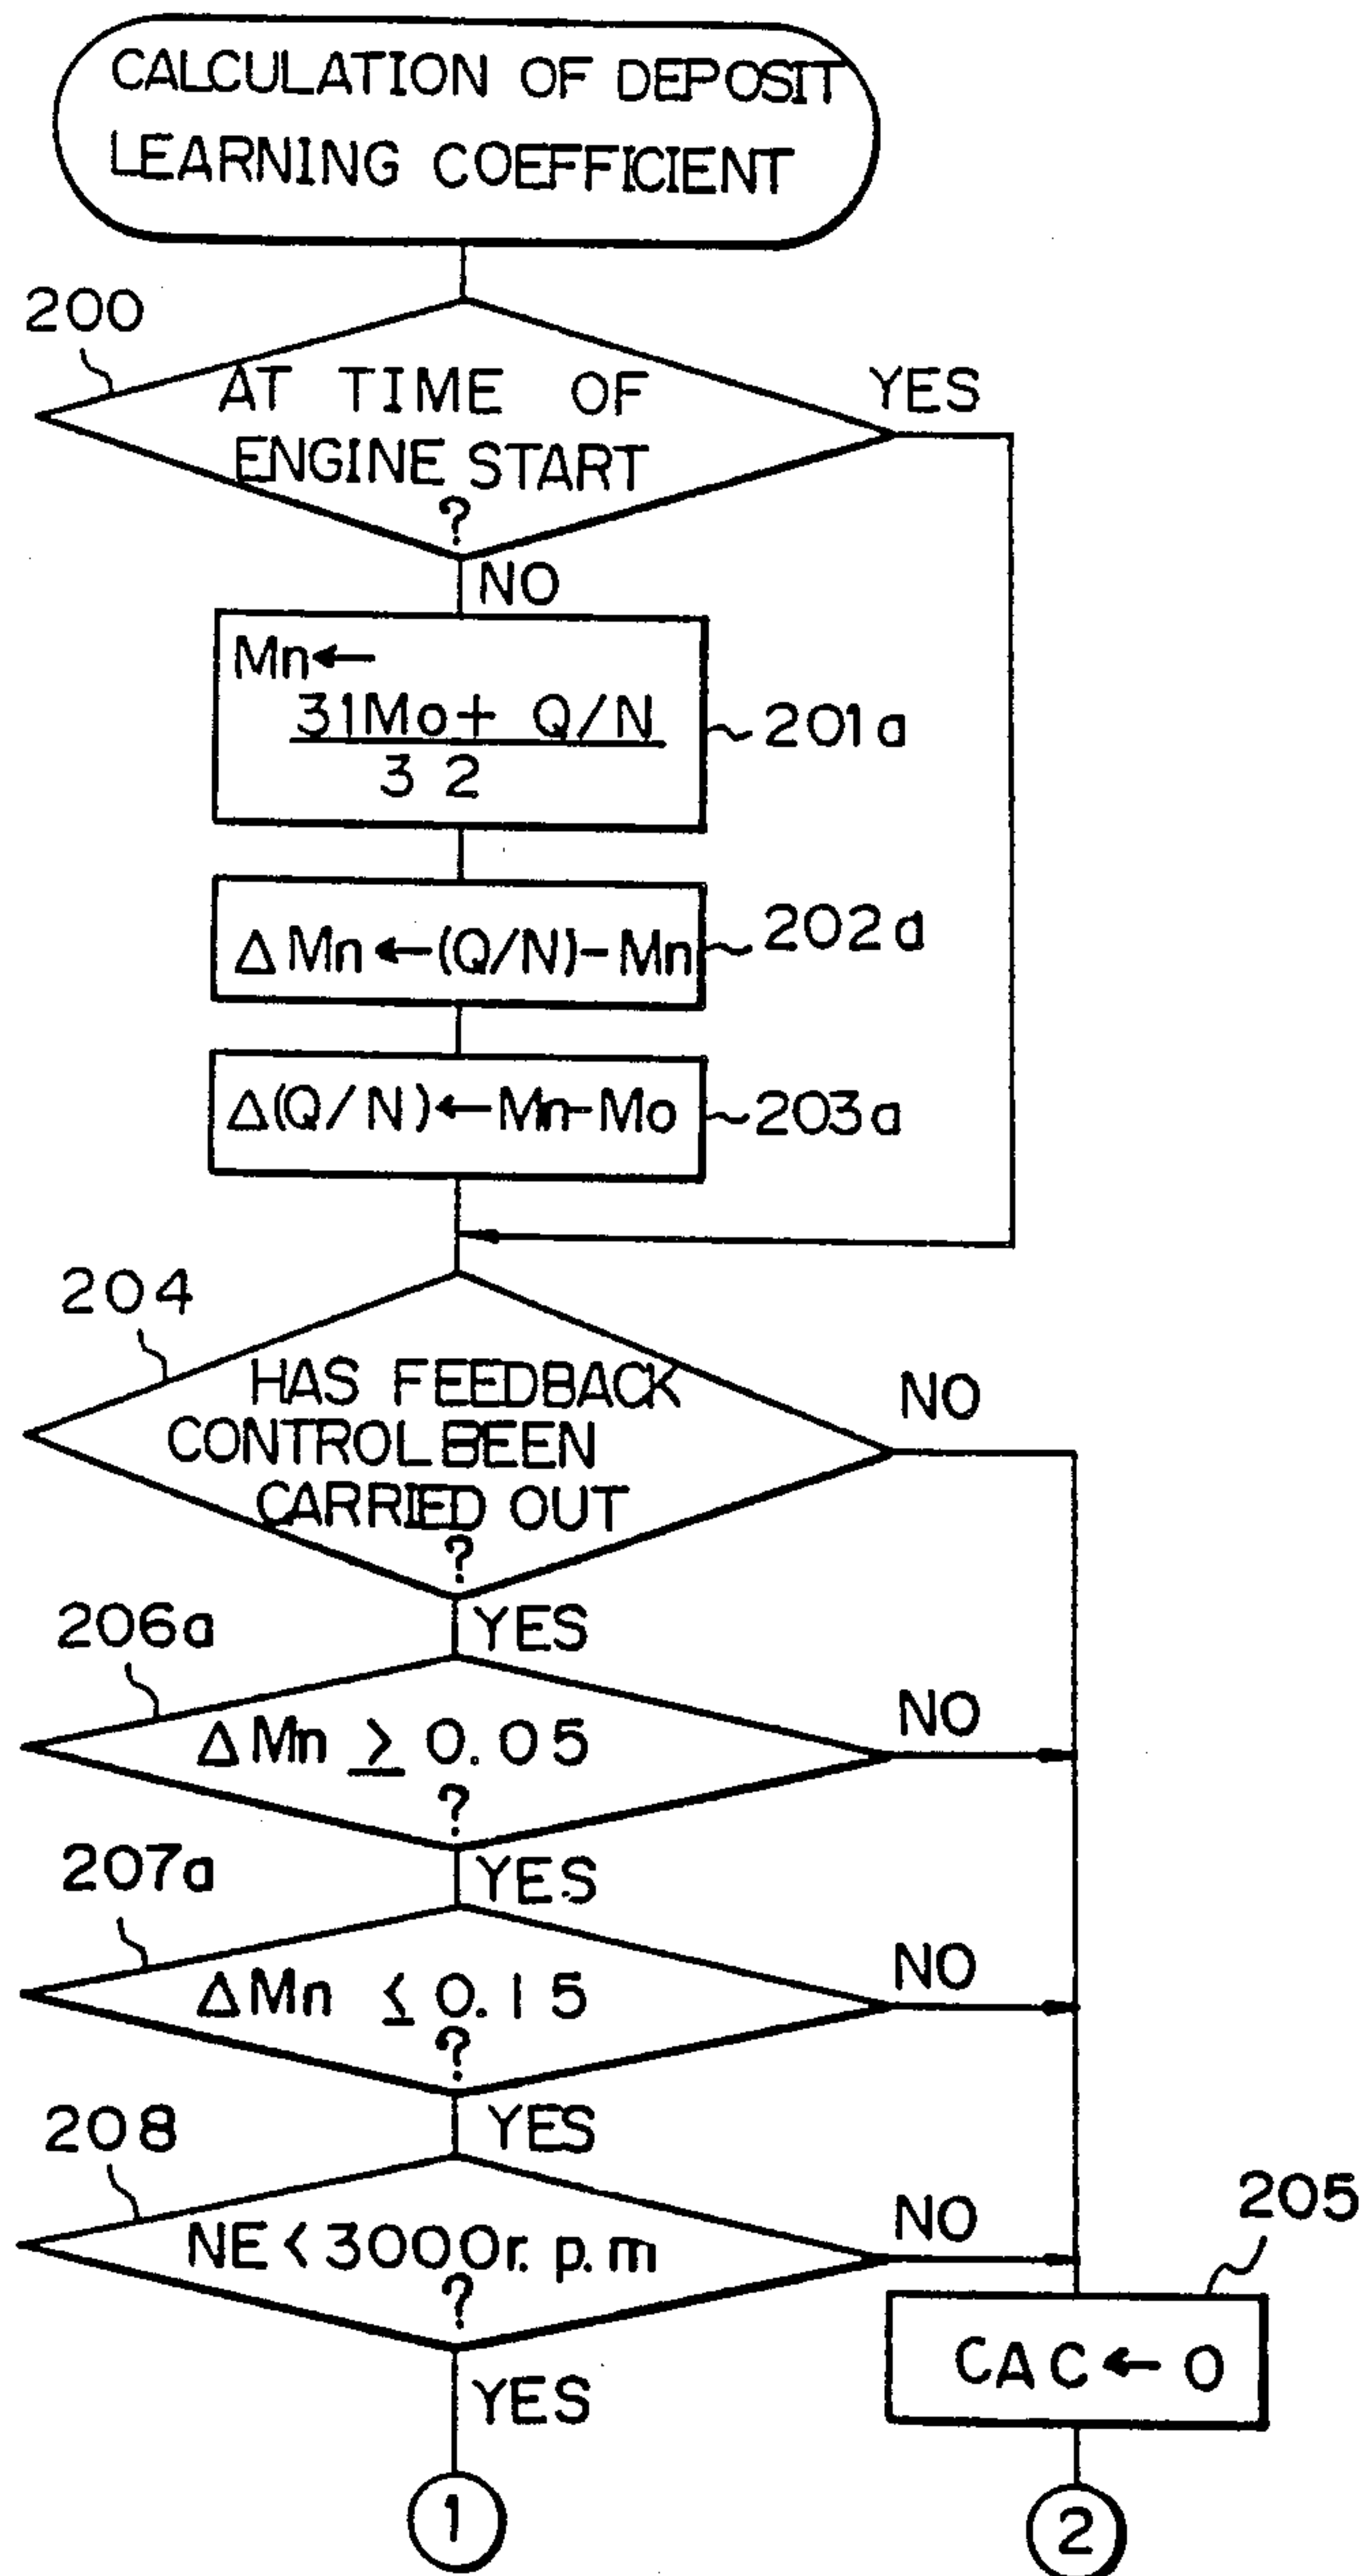 CALCULATION OF DEPOSIT
LEARNING COEFFICIENT
200
AT TIME OF
ENGINE START
?
YES
NO
Mn←
31Mo+ Q/N
32
201a
ΔMn←(Q/N)-Mn
202a
Δ(Q/N)←Mn-Mo
203a
204
HAS FEEDBACK
CONTROL BEEN
CARRIED OUT
?
NO
YES
206a
ΔMn ≥ 0.05
?
NO
YES
207a
ΔMn ≤ 0.15
?
NO
YES
208
NE < 3000r.p.m
?
NO
YES
205
CAC ← 0
1
2